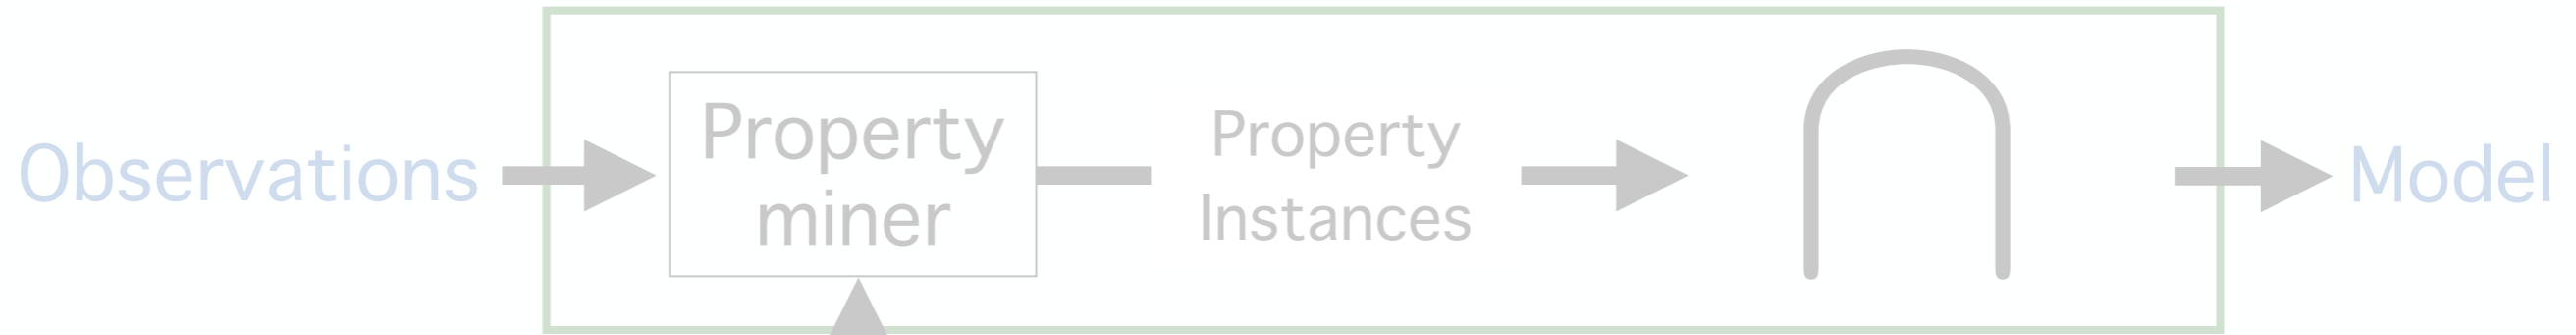 Observations
Property
miner
Property
Instances
∩
Model